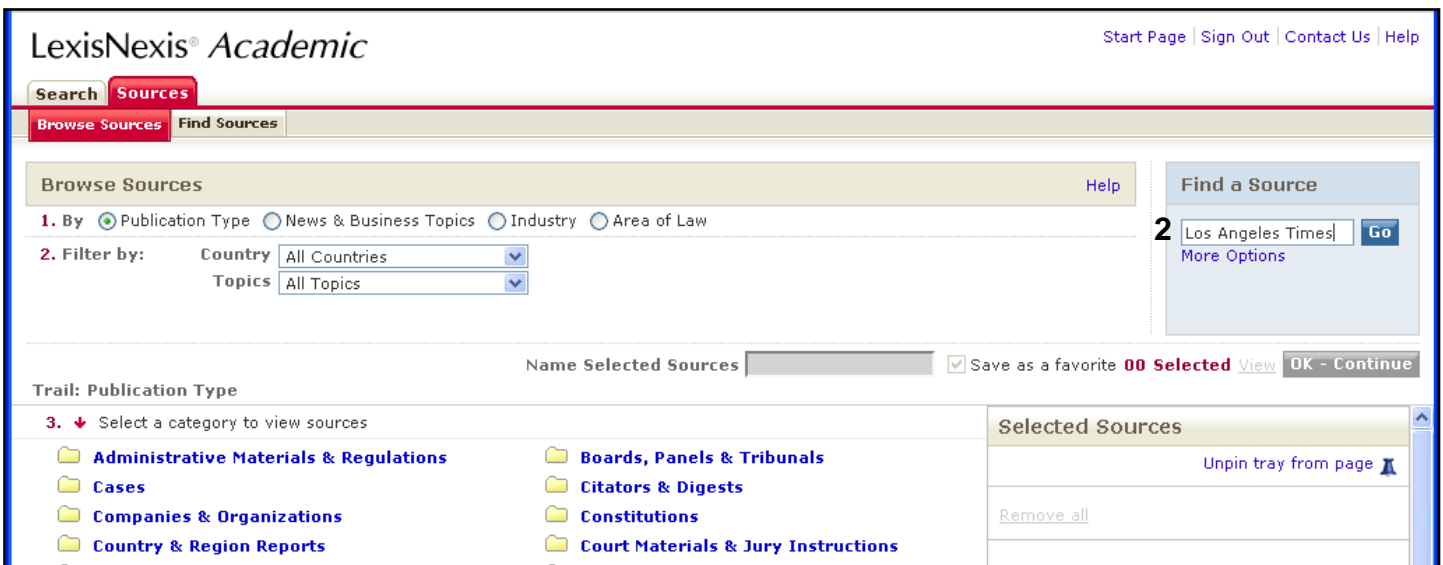 LexisNexis® Academic
Start Page | Sign Out | Contact Us | Help
Search Sources
Browse Sources Find Sources
Browse Sources Help
Find a Source
1. By Publication Type News & Business Topics Industry Area of Law
2 Los Angeles Times Go
More Options
2. Filter by: Country All Countries
Topics All Topics
Name Selected Sources Save as a favorite 00 Selected View OK - Continue
Trail: Publication Type
3. Select a category to view sources
Selected Sources
Administrative Materials & Regulations Boards, Panels & Tribunals
Unpin tray from page
Cases Citators & Digests
Companies & Organizations Constitutions
Remove all
Country & Region Reports Court Materials & Jury Instructions